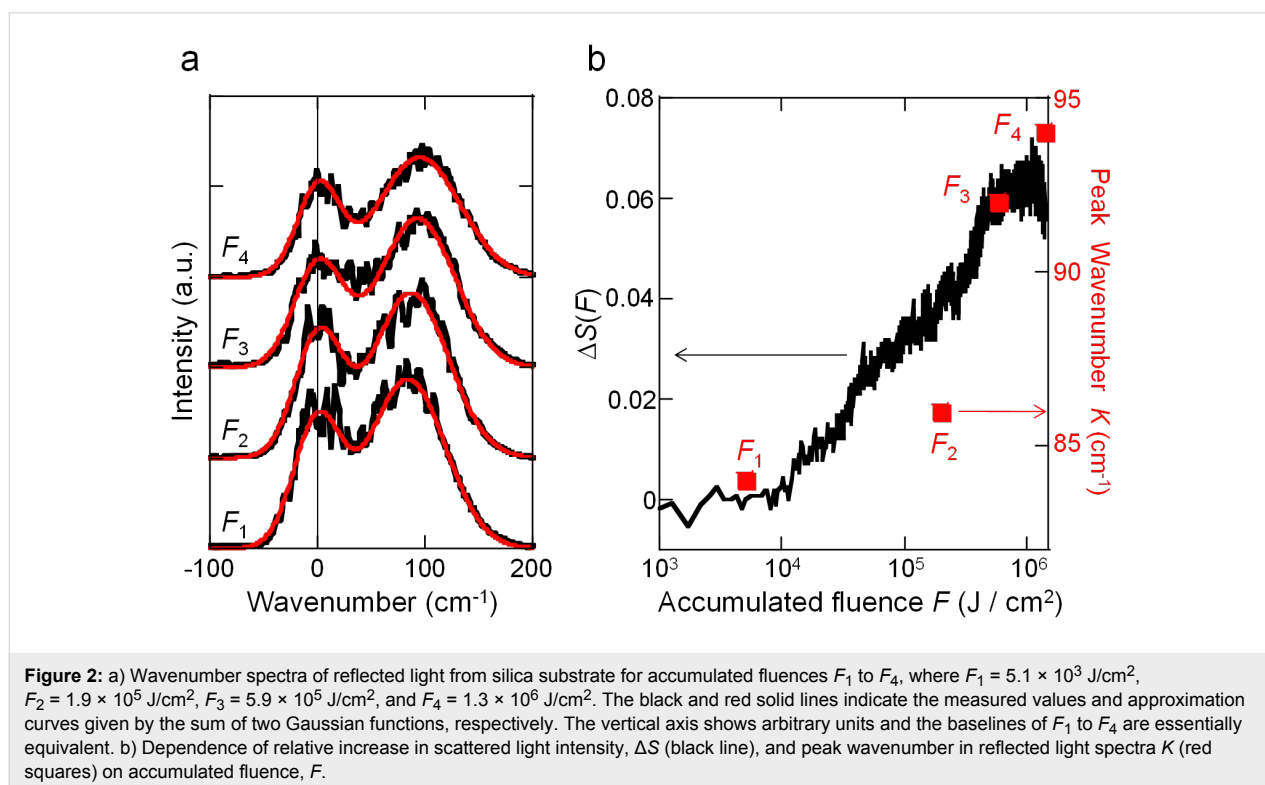 a
b
Intensity (a.u.)
F4
F3
F2
F1
-100 0 100 200
Wavenumber (cm-1)
0.08
0.06
0.04
0.02
0
ΔS(F)
F4
F3
F2
F1
95
90
85
Peak Wavenumber K (cm-1)
10³ 10⁴ 10⁵ 10⁶
Accumulated fluence F (J / cm²)
Figure 2: a) Wavenumber spectra of reflected light from silica substrate for accumulated fluences F1 to F4, where F1 = 5.1 × 10³ J/cm²,
F2 = 1.9 × 10⁵ J/cm², F3 = 5.9 × 10⁵ J/cm², and F4 = 1.3 × 10⁶ J/cm². The black and red solid lines indicate the measured values and approximation
curves given by the sum of two Gaussian functions, respectively. The vertical axis shows arbitrary units and the baselines of F1 to F4 are essentially
equivalent. b) Dependence of relative increase in scattered light intensity, ΔS (black line), and peak wavenumber in reflected light spectra K (red
squares) on accumulated fluence, F.